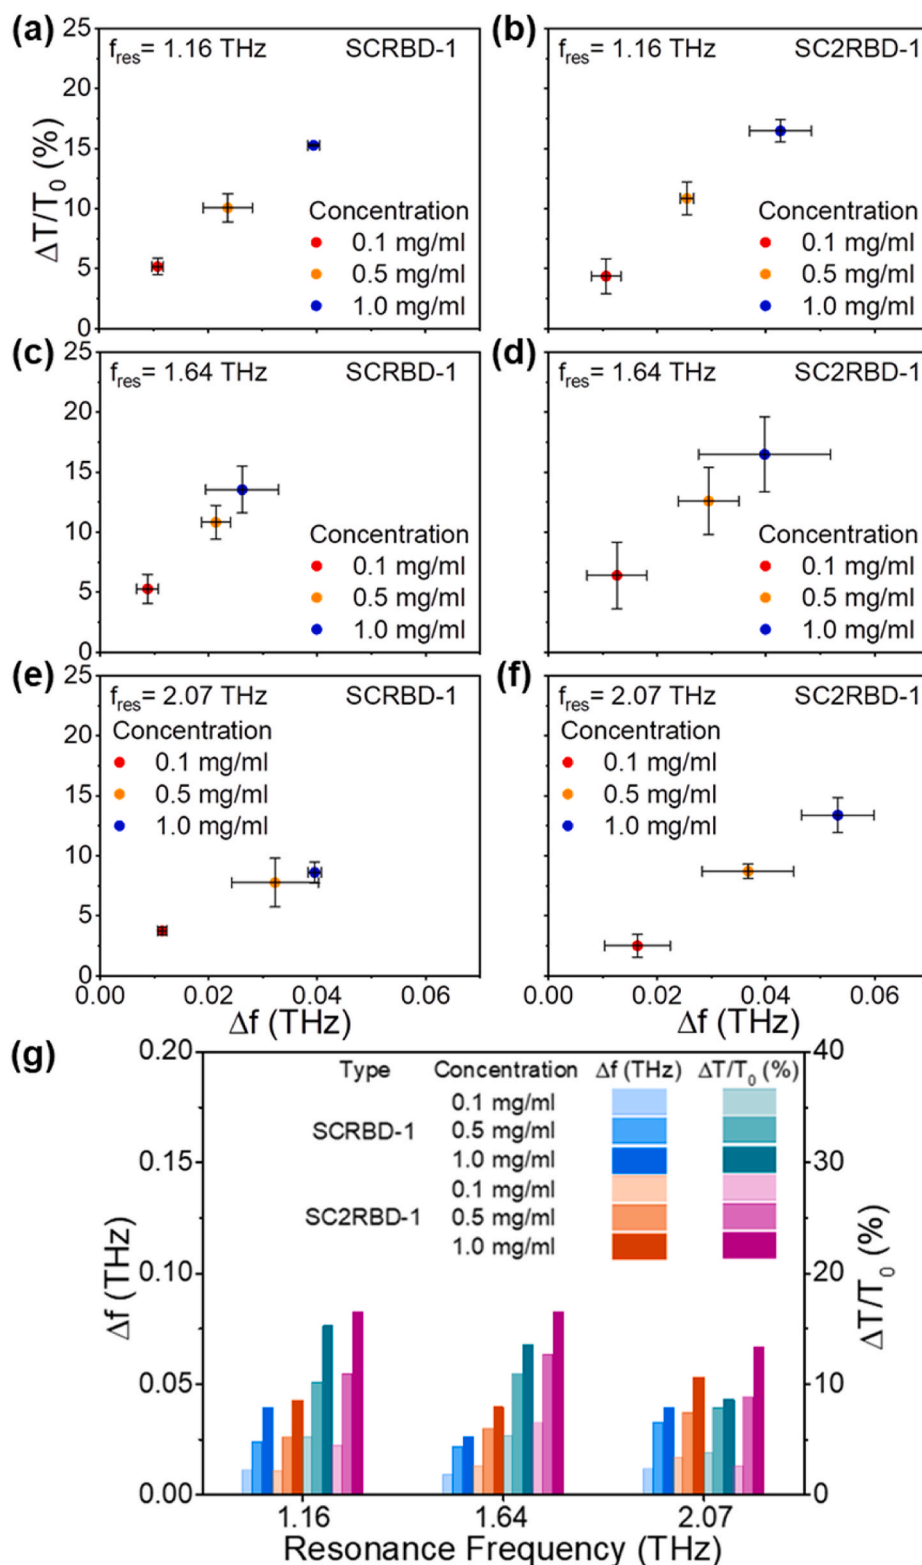 (a)
f_res= 1.16 THz SCRBD-1
25
20
15
10
5
0
ΔT/T₀ (%)
Concentration
0.1 mg/ml
0.5 mg/ml
1.0 mg/ml
(b)
f_res= 1.16 THz SC2RBD-1
Concentration
0.1 mg/ml
0.5 mg/ml
1.0 mg/ml
(c)
f_res= 1.64 THz SCRBD-1
25
20
15
10
5
0
Concentration
0.1 mg/ml
0.5 mg/ml
1.0 mg/ml
(d)
f_res= 1.64 THz SC2RBD-1
Concentration
0.1 mg/ml
0.5 mg/ml
1.0 mg/ml
(e)
f_res= 2.07 THz SCRBD-1
25
20
15
10
5
0
Concentration
0.1 mg/ml
0.5 mg/ml
1.0 mg/ml
0.00 0.02 0.04 0.06
Δf (THz)
(f)
f_res= 2.07 THz SC2RBD-1
Concentration
0.1 mg/ml
0.5 mg/ml
1.0 mg/ml
0.00 0.02 0.04 0.06
Δf (THz)
(g)
0.20
0.15
0.10
0.05
0.00
Δf (THz)
Type Concentration Δf (THz) ΔT/T₀ (%)
0.1 mg/ml
SCRBD-1 0.5 mg/ml
1.0 mg/ml
0.1 mg/ml
SC2RBD-1 0.5 mg/ml
1.0 mg/ml
40
30
20
10
0
ΔT/T₀ (%)
1.16 1.64 2.07
Resonance Frequency (THz)